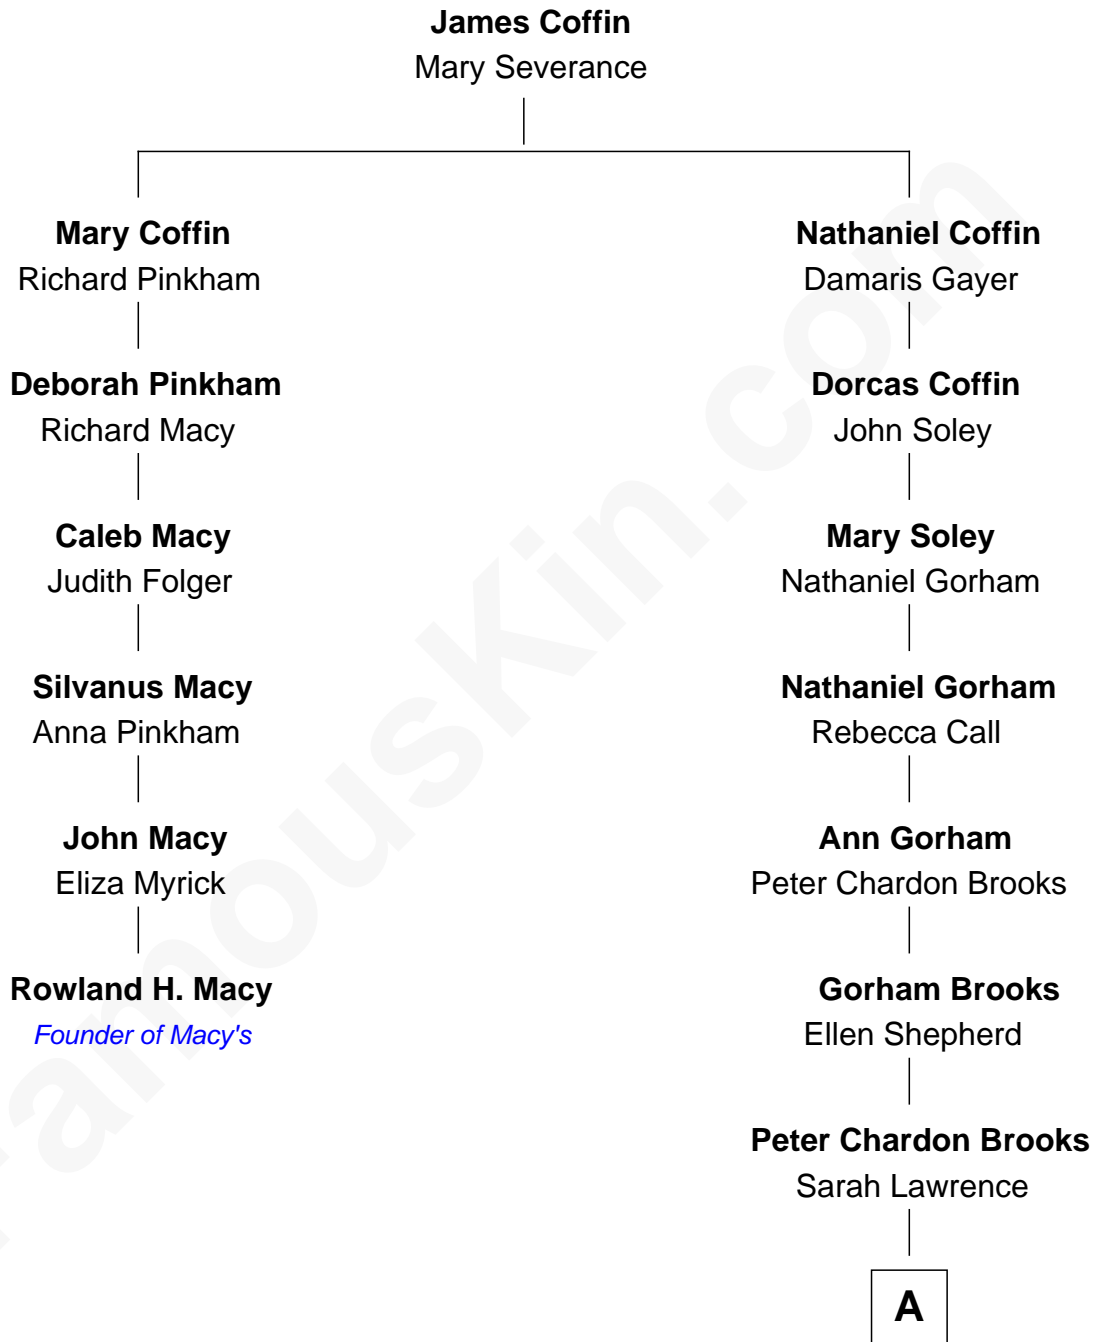 James Coffin
Mary Severance
Mary Coffin
Richard Pinkham
Nathaniel Coffin
Damaris Gayer
Deborah Pinkham
Richard Macy
Dorcas Coffin
John Soley
Caleb Macy
Judith Folger
Mary Soley
Nathaniel Gorham
Silvanus Macy
Anna Pinkham
Nathaniel Gorham
Rebecca Call
John Macy
Eliza Myrick
Ann Gorham
Peter Chardon Brooks
Rowland H. Macy
Founder of Macy's
Gorham Brooks
Ellen Shepherd
Peter Chardon Brooks
Sarah Lawrence
A
FamousKin.com